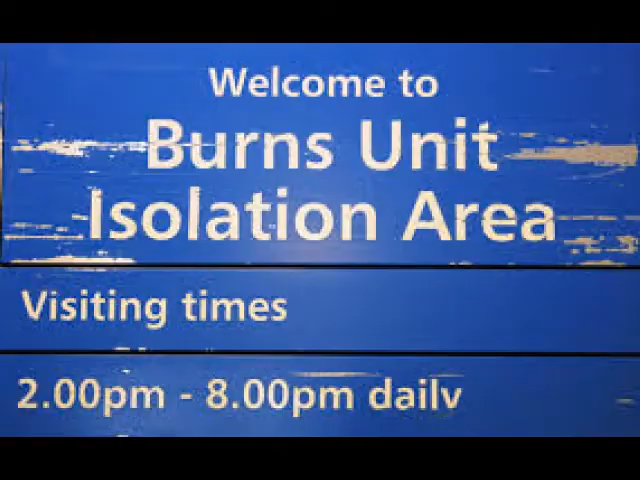 Welcome to
Burns Unit
Isolation Area
Visiting times
2.00pm - 8.00pm daily